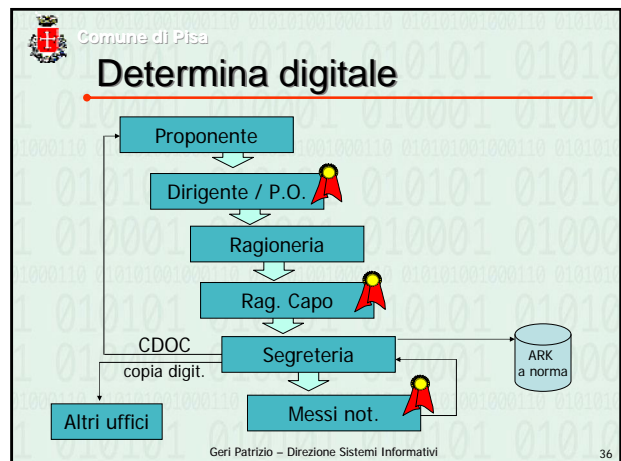 Comune di Pisa
Determina digitale
Proponente
Dirigente / P.O.
Ragioneria
Rag. Capo
CDOC
Segreteria
ARK
a norma
copia digit.
Altri uffici
Messi not.
Geri Patrizio – Direzione Sistemi Informativi
36